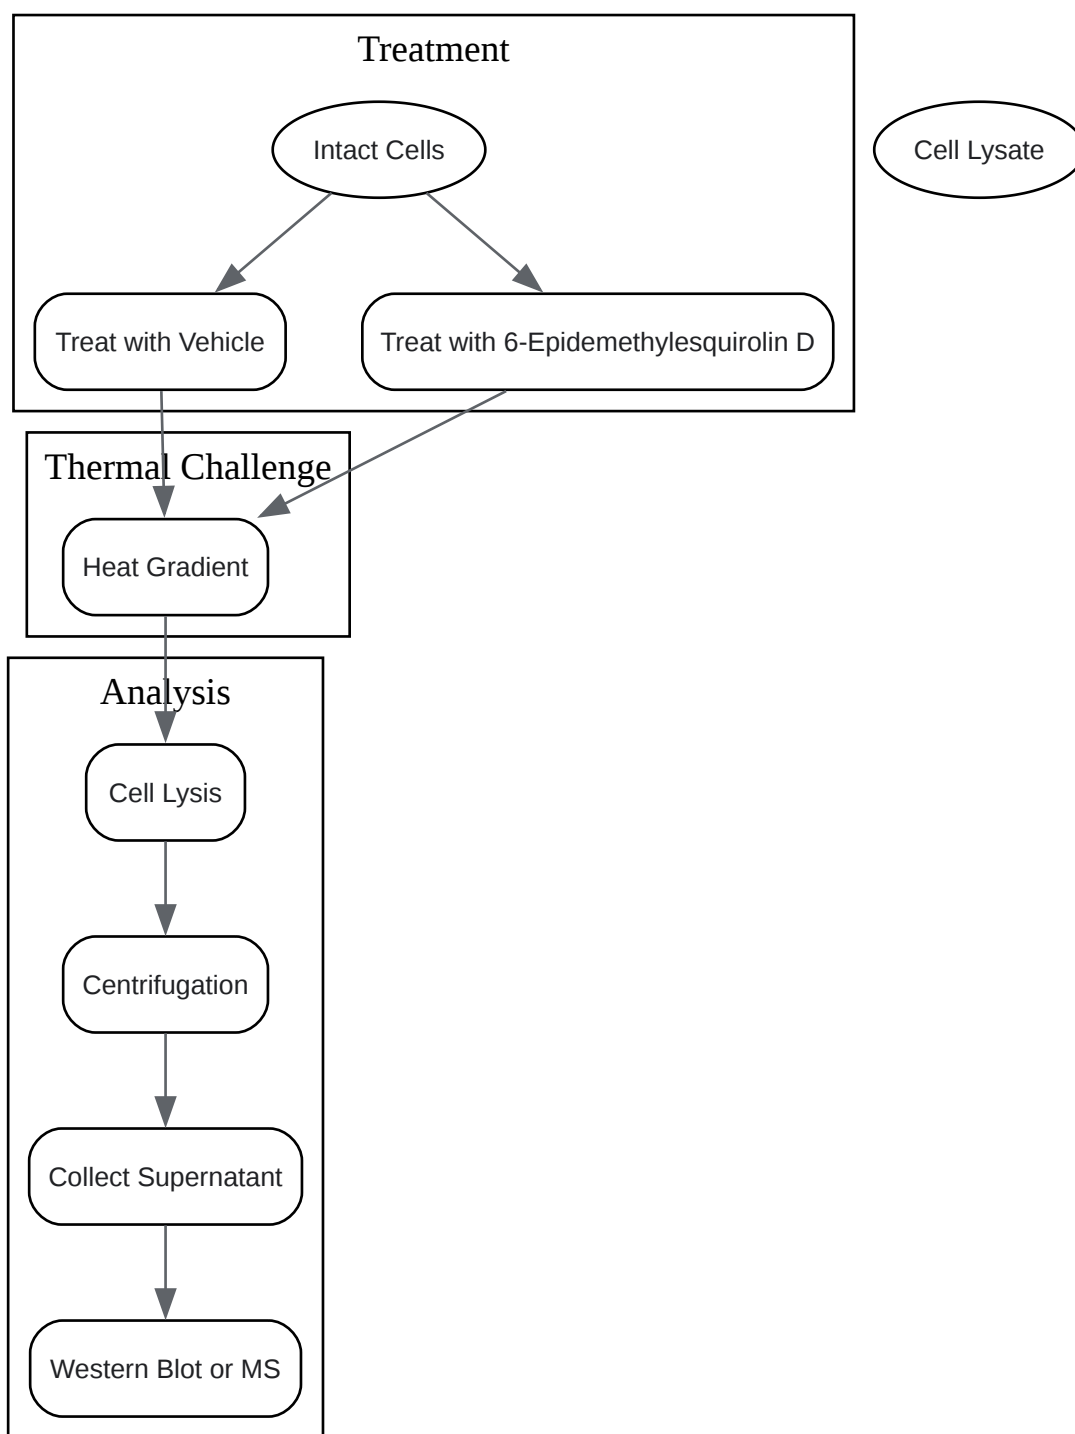 Treatment
Intact Cells
Cell Lysate
Treat with Vehicle
Treat with 6-Epidemethylesquirolin D
Thermal Challenge
Heat Gradient
Analysis
Cell Lysis
Centrifugation
Collect Supernatant
Western Blot or MS